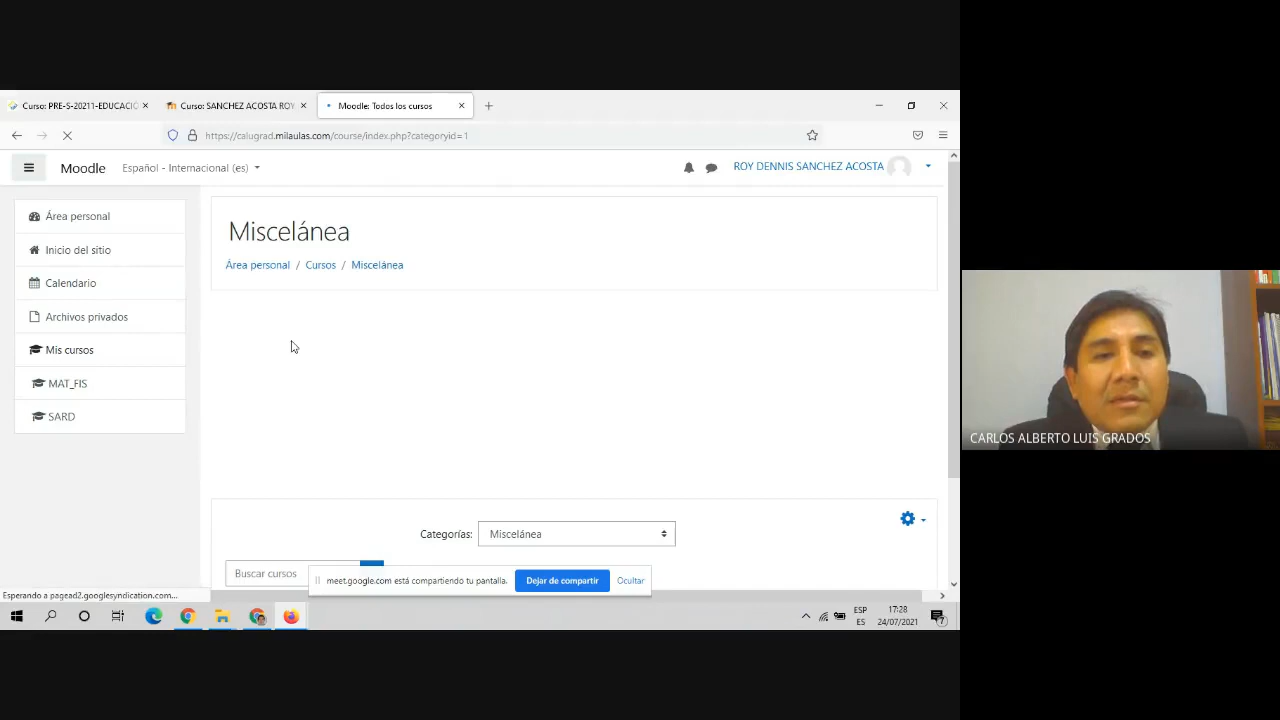 Curso: PRE-S-20211-EDUCACIÓ
Curso: SANCHEZ ACOSTA ROY
Moodle: Todos los cursos
https://calugrad.milaulas.com/course/index.php?categoryid=1
Moodle
Español - Internacional (es)
ROY DENNIS SANCHEZ ACOSTA
Área personal
Inicio del sitio
Calendario
Archivos privados
Mis cursos
MAT_FIS
SARD
Miscelánea
Área personal / Cursos / Miscelánea
Categorías: Miscelánea
Buscar cursos
meet.google.com está compartiendo tu pantalla. Dejar de compartir Ocultar
Esperando a pagead2.googlesyndication.com...
ESP
ES
17:28
24/07/2021
7
CARLOS ALBERTO LUIS GRADOS